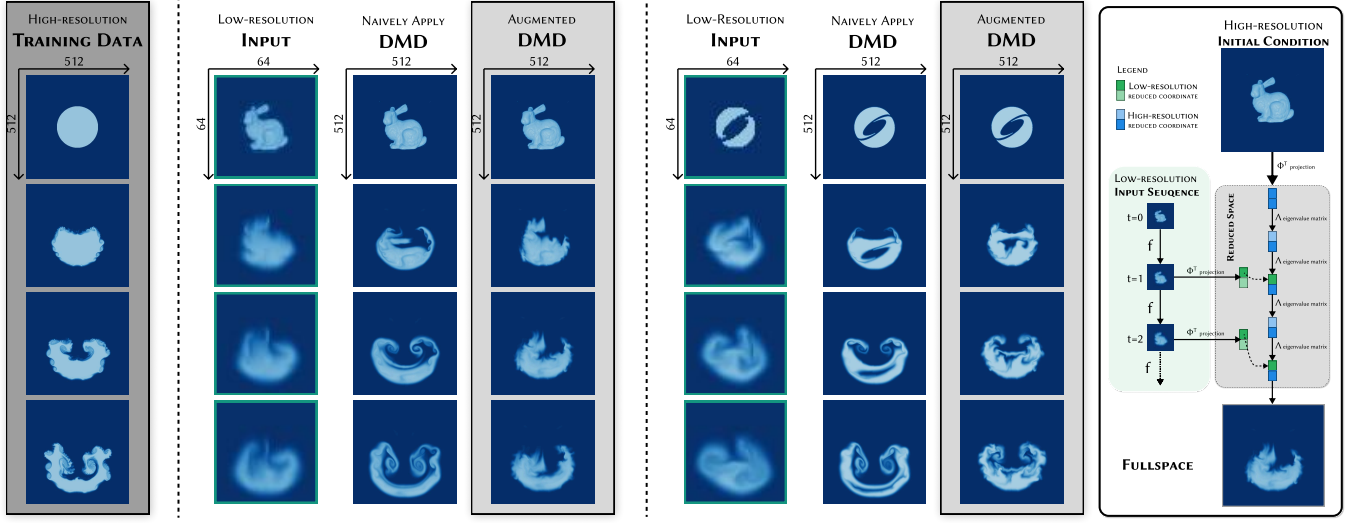 High-resolution
Training Data
512
512
Low-resolution
Input
64
64
Naively Apply
DMD
512
512
Augmented
DMD
512
512
Low-Resolution
Input
64
64
Naively Apply
DMD
512
512
Augmented
DMD
512
512
High-resolution
Initial Condition
Legend
Low-resolution
reduced coordinate
High-resolution
reduced coordinate
Φᵀ projection
Low-resolution
Input Seuqence
Reduced Space
t=0
Λ eigenvalue matrix
f
Λ eigenvalue matrix
t=1
Φᵀ projection
Λ eigenvalue matrix
f
t=2
Φᵀ projection
Λ eigenvalue matrix
f
Fullspace